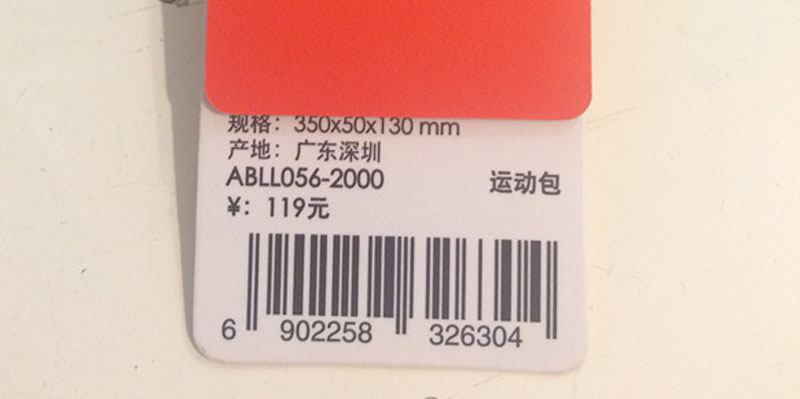 规格：350x50x130 mm
产地：广东深圳
ABLL056-2000 运动包
¥：119元
6 902258 326304